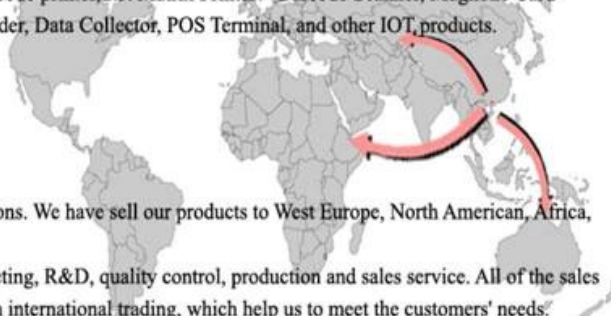 der, Data Collector, POS Terminal, and other IOT products.
ons. We have sell our products to West Europe, North American, Africa,
eting, R&D, quality control, production and sales service. All of the sales
n international trading, which help us to meet the customers' needs.